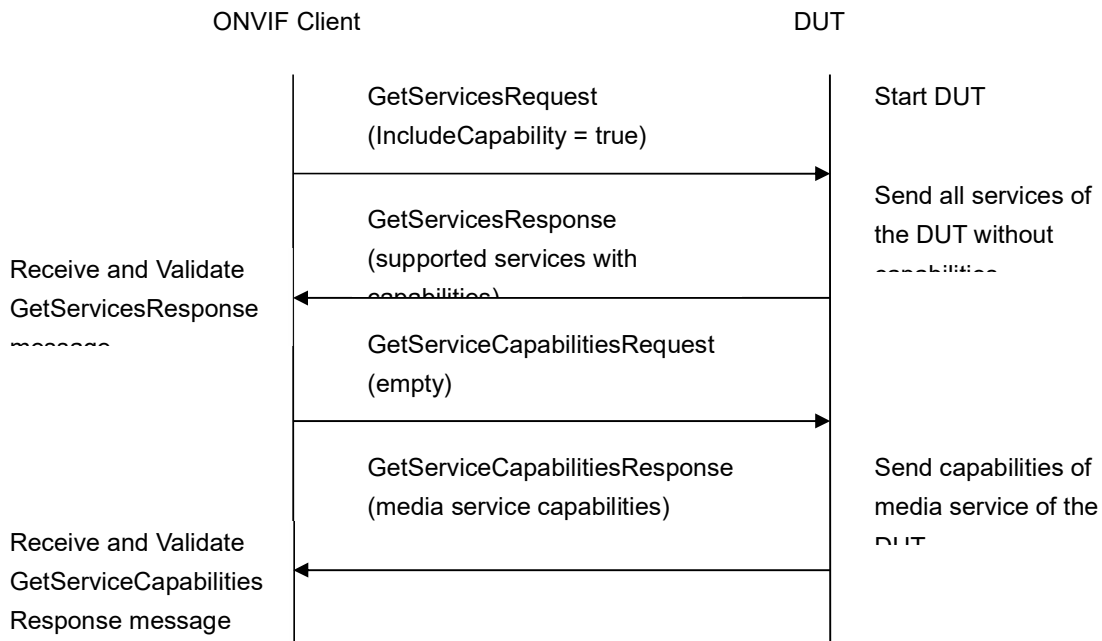 ONVIF Client
DUT
GetServicesRequest
(IncludeCapability = true)
Start DUT
GetServicesResponse
(supported services with
capabilities)
Send all services of
the DUT without
Receive and Validate
GetServicesResponse
GetServiceCapabilitiesRequest
(empty)
GetServiceCapabilitiesResponse
(media service capabilities)
Send capabilities of
media service of the
Receive and Validate
GetServiceCapabilities
Response message